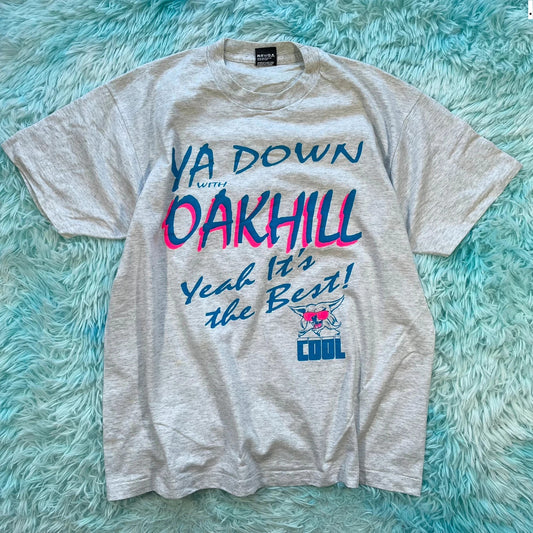 YA DOWN
WITH
OAKHILL
Yeah It's
the Best!
COOL